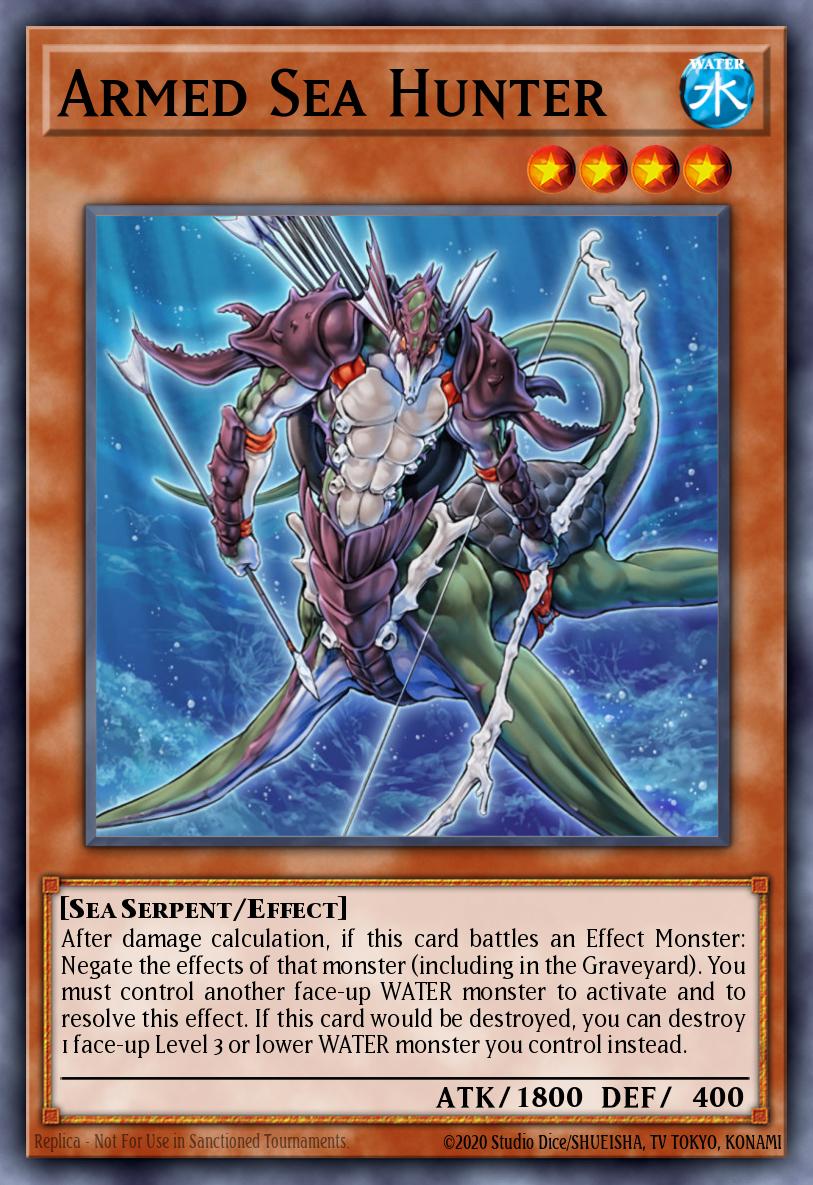 Armed Sea Hunter
WATER
水
[Sea Serpent/Effect]
After damage calculation, if this card battles an Effect Monster:
Negate the effects of that monster (including in the Graveyard). You
must control another face-up WATER monster to activate and to
resolve this effect. If this card would be destroyed, you can destroy
1 face-up Level 3 or lower WATER monster you control instead.
ATK/1800 DEF/ 400
Replica - Not For Use in Sanctioned Tournaments.
©2020 Studio Dice/SHUEISHA, TV TOKYO, KONAMI